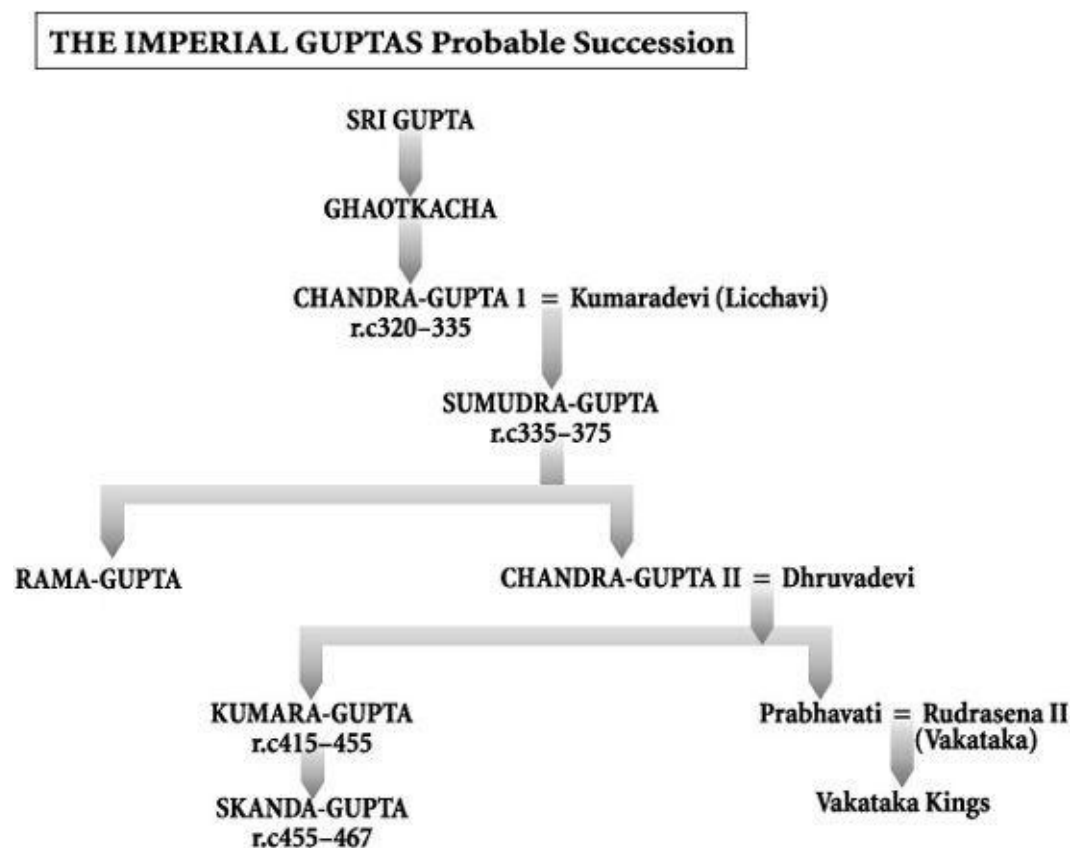 THE IMPERIAL GUPTAS Probable Succession
SRI GUPTA
GHAOTKACHA
CHANDRA-GUPTA 1 = Kumaradevi (Licchavi)
r.c320–335
SUMUDRA-GUPTA
r.c335–375
RAMA-GUPTA
CHANDRA-GUPTA II = Dhruvadevi
KUMARA-GUPTA
r.c415–455
Prabhavati = Rudrasena II
(Vakataka)
SKANDA-GUPTA
r.c455–467
Vakataka Kings